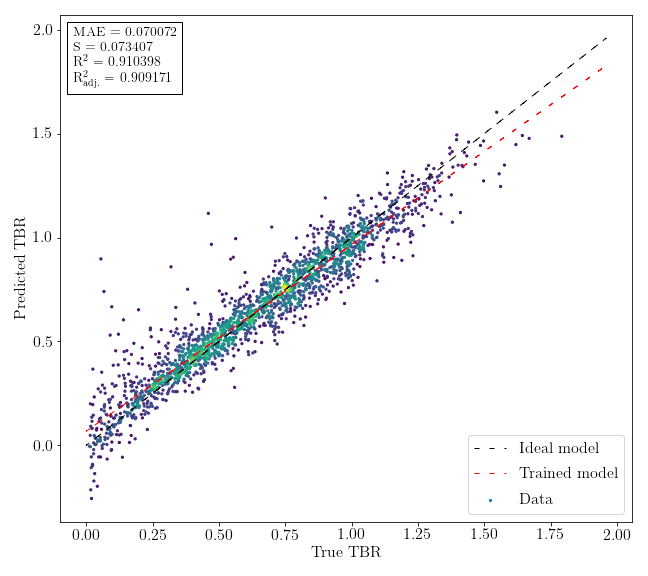 2.0
MAE = 0.070072
S = 0.073407
R² = 0.910398
R²adj. = 0.909171
1.5
1.0
Predicted TBR
0.5
0.0
Ideal model
Trained model
Data
0.00 0.25 0.50 0.75 1.00 1.25 1.50 1.75 2.00
True TBR